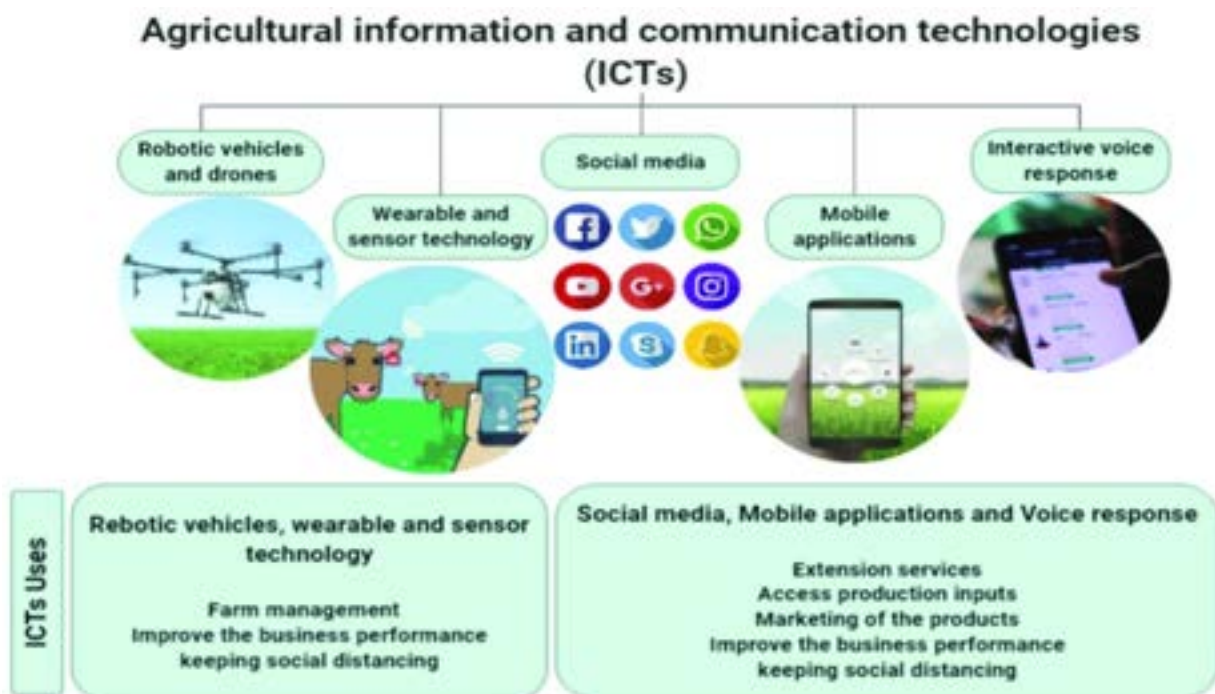 Agricultural information and communication technologies
(ICTs)
Robotic vehicles
and drones
Wearable and
sensor technology
Social media
Mobile
applications
Interactive voice
response
G+
in
ICTs Uses
Rebotic vehicles, wearable and sensor
technology
Farm management
Improve the business performance
keeping social distancing
Social media, Mobile applications and Voice response
Extension services
Access production inputs
Marketing of the products
Improve the business performance
keeping social distancing